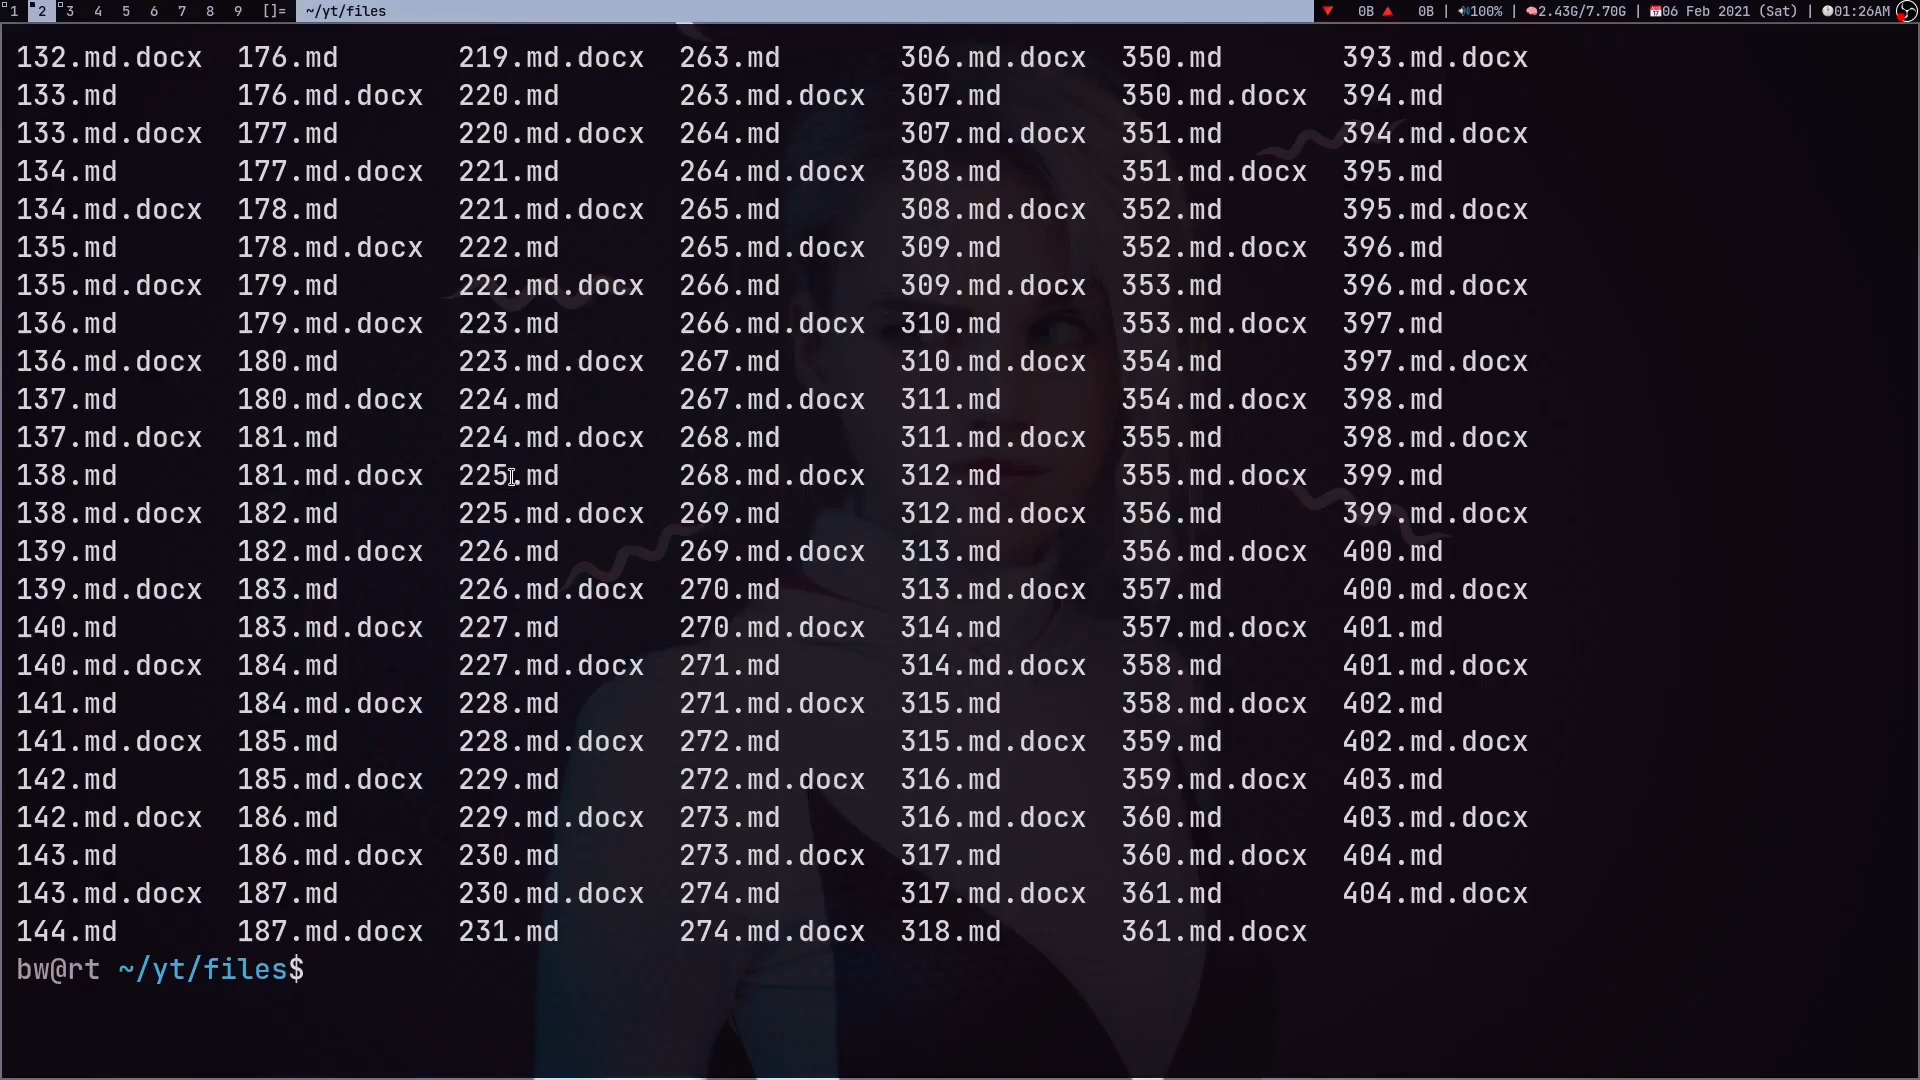 1 2 3 4 5 6 7 8 9 []= ~/yt/files 0B 0B | 100% | 2.43G/7.70G | 06 Feb 2021 (Sat) | 01:26AM
132.md.docx 176.md 219.md.docx 263.md 306.md.docx 350.md 393.md.docx
133.md 176.md.docx 220.md 263.md.docx 307.md 350.md.docx 394.md
133.md.docx 177.md 220.md.docx 264.md 307.md.docx 351.md 394.md.docx
134.md 177.md.docx 221.md 264.md.docx 308.md 351.md.docx 395.md
134.md.docx 178.md 221.md.docx 265.md 308.md.docx 352.md 395.md.docx
135.md 178.md.docx 222.md 265.md.docx 309.md 352.md.docx 396.md
135.md.docx 179.md 222.md.docx 266.md 309.md.docx 353.md 396.md.docx
136.md 179.md.docx 223.md 266.md.docx 310.md 353.md.docx 397.md
136.md.docx 180.md 223.md.docx 267.md 310.md.docx 354.md 397.md.docx
137.md 180.md.docx 224.md 267.md.docx 311.md 354.md.docx 398.md
137.md.docx 181.md 224.md.docx 268.md 311.md.docx 355.md 398.md.docx
138.md 181.md.docx 225.md 268.md.docx 312.md 355.md.docx 399.md
138.md.docx 182.md 225.md.docx 269.md 312.md.docx 356.md 399.md.docx
139.md 182.md.docx 226.md 269.md.docx 313.md 356.md.docx 400.md
139.md.docx 183.md 226.md.docx 270.md 313.md.docx 357.md 400.md.docx
140.md 183.md.docx 227.md 270.md.docx 314.md 357.md.docx 401.md
140.md.docx 184.md 227.md.docx 271.md 314.md.docx 358.md 401.md.docx
141.md 184.md.docx 228.md 271.md.docx 315.md 358.md.docx 402.md
141.md.docx 185.md 228.md.docx 272.md 315.md.docx 359.md 402.md.docx
142.md 185.md.docx 229.md 272.md.docx 316.md 359.md.docx 403.md
142.md.docx 186.md 229.md.docx 273.md 316.md.docx 360.md 403.md.docx
143.md 186.md.docx 230.md 273.md.docx 317.md 360.md.docx 404.md
143.md.docx 187.md 230.md.docx 274.md 317.md.docx 361.md 404.md.docx
144.md 187.md.docx 231.md 274.md.docx 318.md 361.md.docx
bw@rt ~/yt/files$